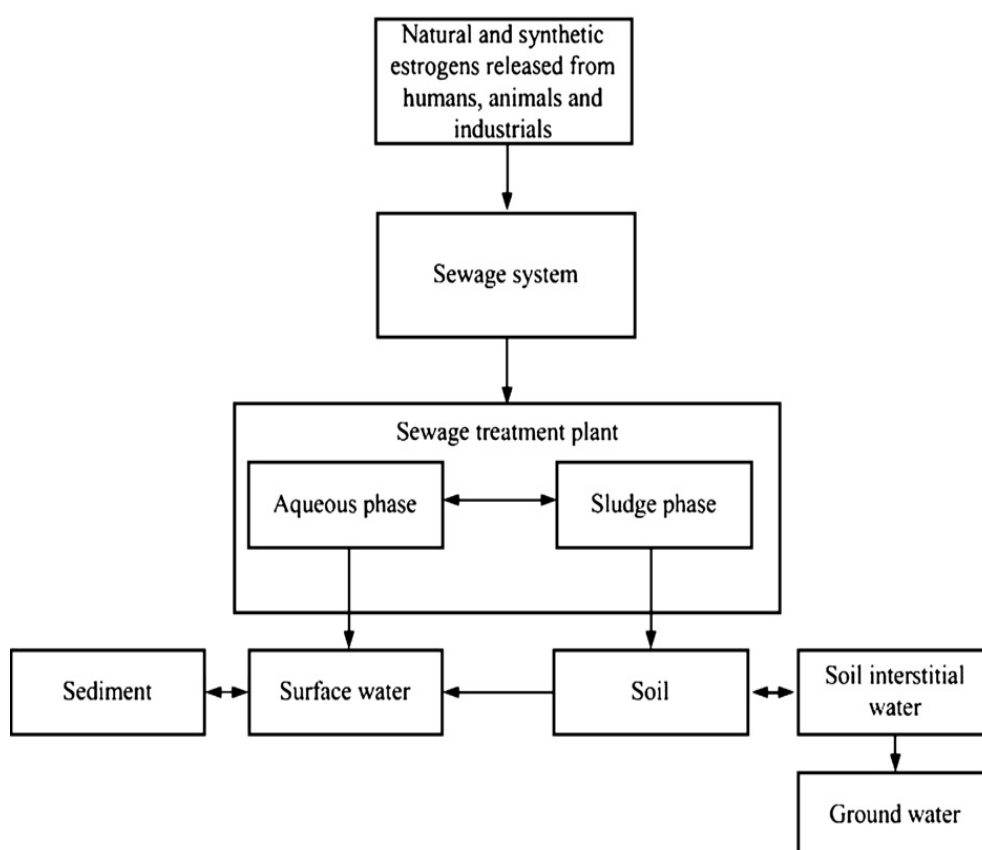 Natural and synthetic
estrogens released from
humans, animals and
industrials
Sewage system
Sewage treatment plant
Aqueous phase
Sludge phase
Sediment
Surface water
Soil
Soil interstitial
water
Ground water